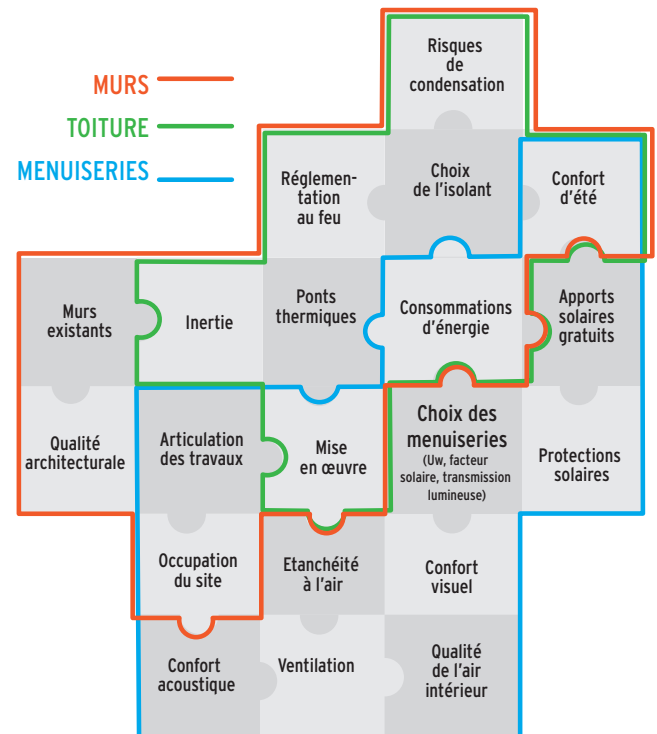 MURS
TOITURE
MENUISERIES
Risques
de
condensation
Réglemen-
tation
au feu
Choix
de l'isolant
Confort
d'été
Murs
existants
Inertie
Ponts
thermiques
Consommations
d'énergie
Apports
solaires
gratuits
Qualité
architecturale
Articulation
des travaux
Mise
en œuvre
Choix des
menuiseries
(Uw, facteur
solaire, transmission
lumineuse)
Protections
solaires
Occupation
du site
Etanchéité
à l'air
Confort
visuel
Confort
acoustique
Ventilation
Qualité
de l'air
intérieur